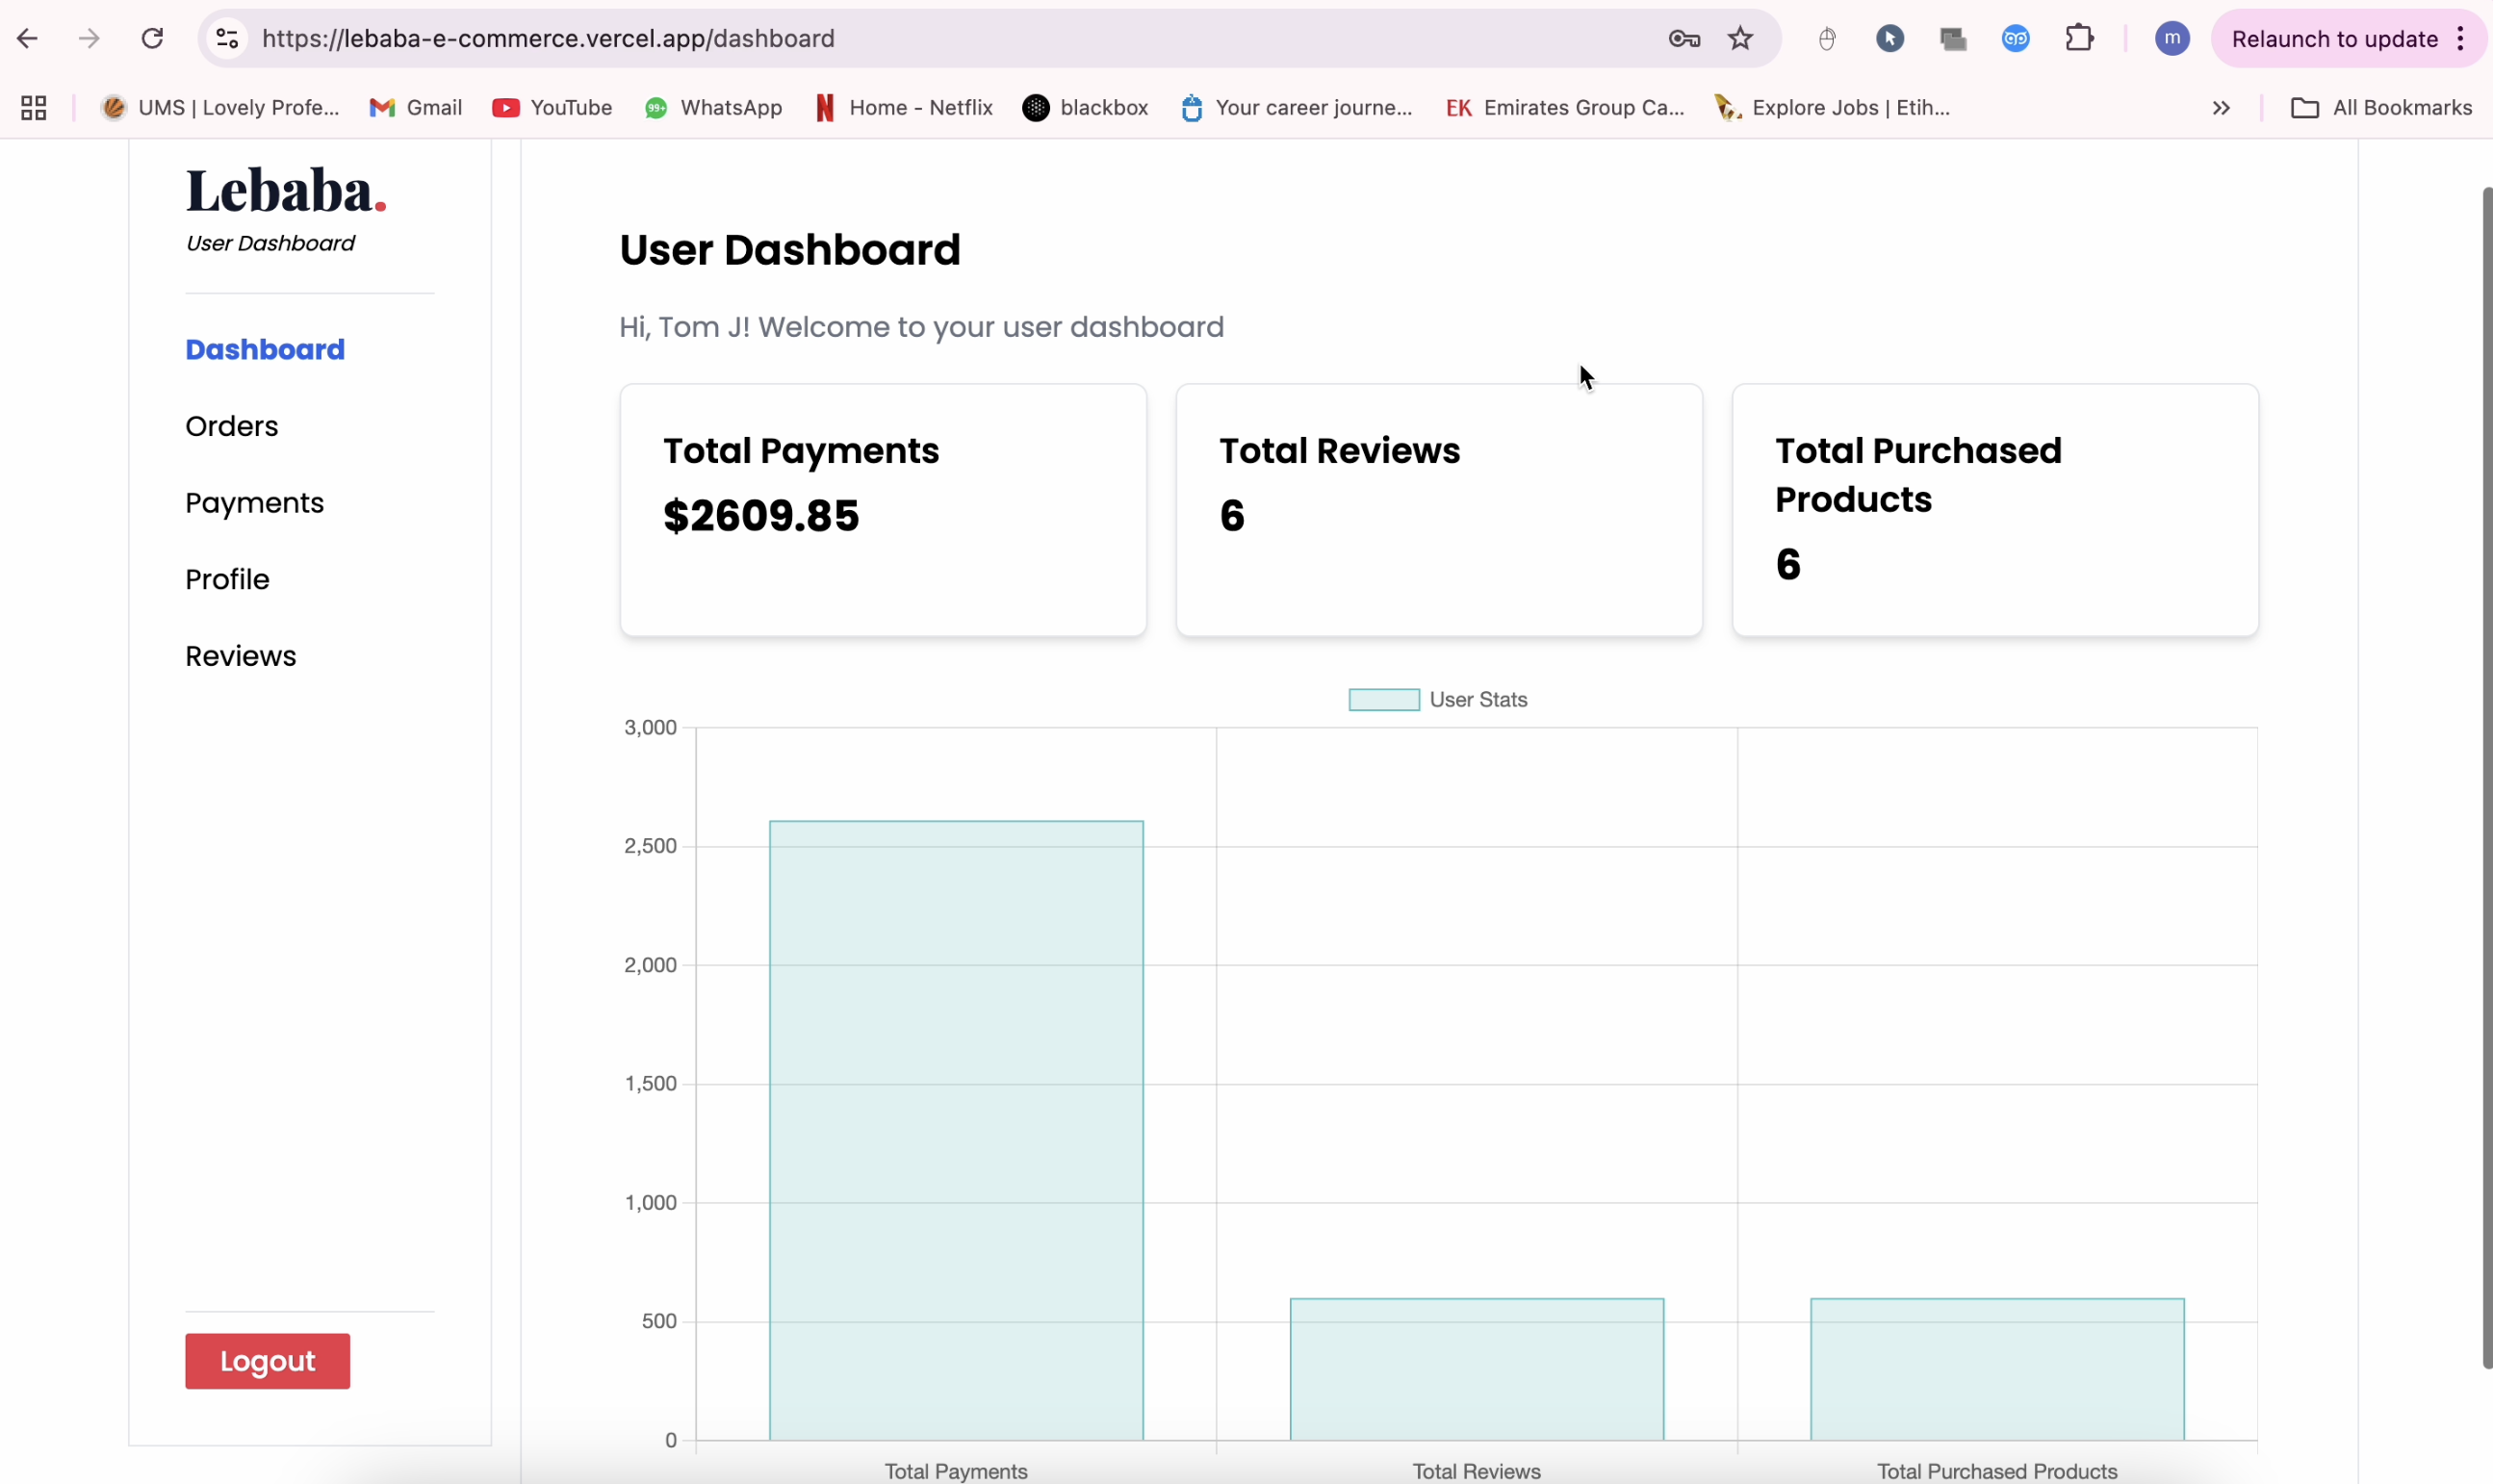 https://lebaba-e-commerce.vercel.app/dashboard
m
Relaunch to update
UMS | Lovely Profe...
Gmail
YouTube
99+
WhatsApp
Home - Netflix
blackbox
Your career journe...
EK Emirates Group Ca...
Explore Jobs | Etih...
All Bookmarks
Lebaba.
User Dashboard
Dashboard
Orders
Payments
Profile
Reviews
Logout
User Dashboard
Hi, Tom J! Welcome to your user dashboard
Total Payments
$2609.85
Total Reviews
6
Total Purchased
Products
6
User Stats
3,000
2,500
2,000
1,500
1,000
500
0
Total Payments
Total Reviews
Total Purchased Products